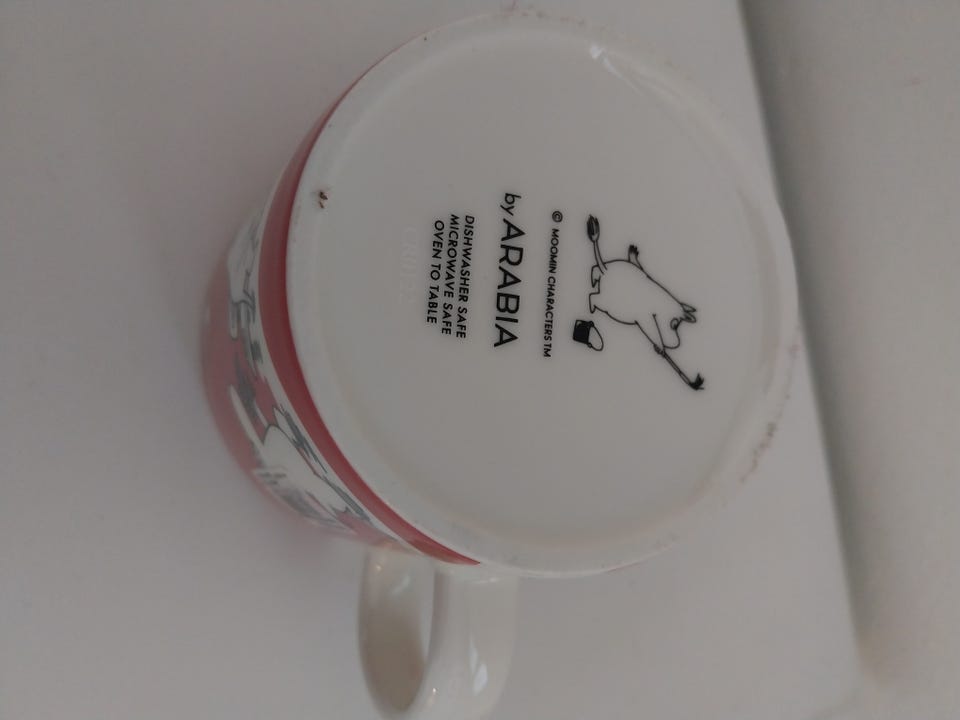 © MOOMIN CHARACTERS TM
by ARABIA
DISHWASHER SAFE
MICROWAVE SAFE
OVEN TO TABLE